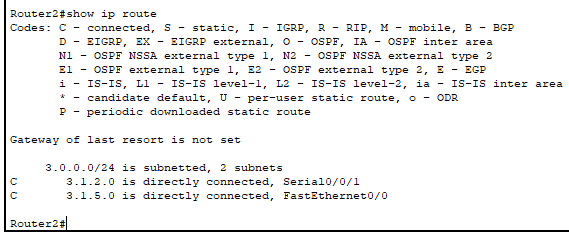 Router2#show ip route
Codes: C - connected, S - static, I - IGRP, R - RIP, M - mobile, B - BGP
       D - EIGRP, EX - EIGRP external, O - OSPF, IA - OSPF inter area
       N1 - OSPF NSSA external type 1, N2 - OSPF NSSA external type 2
       E1 - OSPF external type 1, E2 - OSPF external type 2, E - EGP
       i - IS-IS, L1 - IS-IS level-1, L2 - IS-IS level-2, ia - IS-IS inter area
       * - candidate default, U - per-user static route, o - ODR
       P - periodic downloaded static route
Gateway of last resort is not set
     3.0.0.0/24 is subnetted, 2 subnets
C       3.1.2.0 is directly connected, Serial0/0/1
C       3.1.5.0 is directly connected, FastEthernet0/0
Router2#